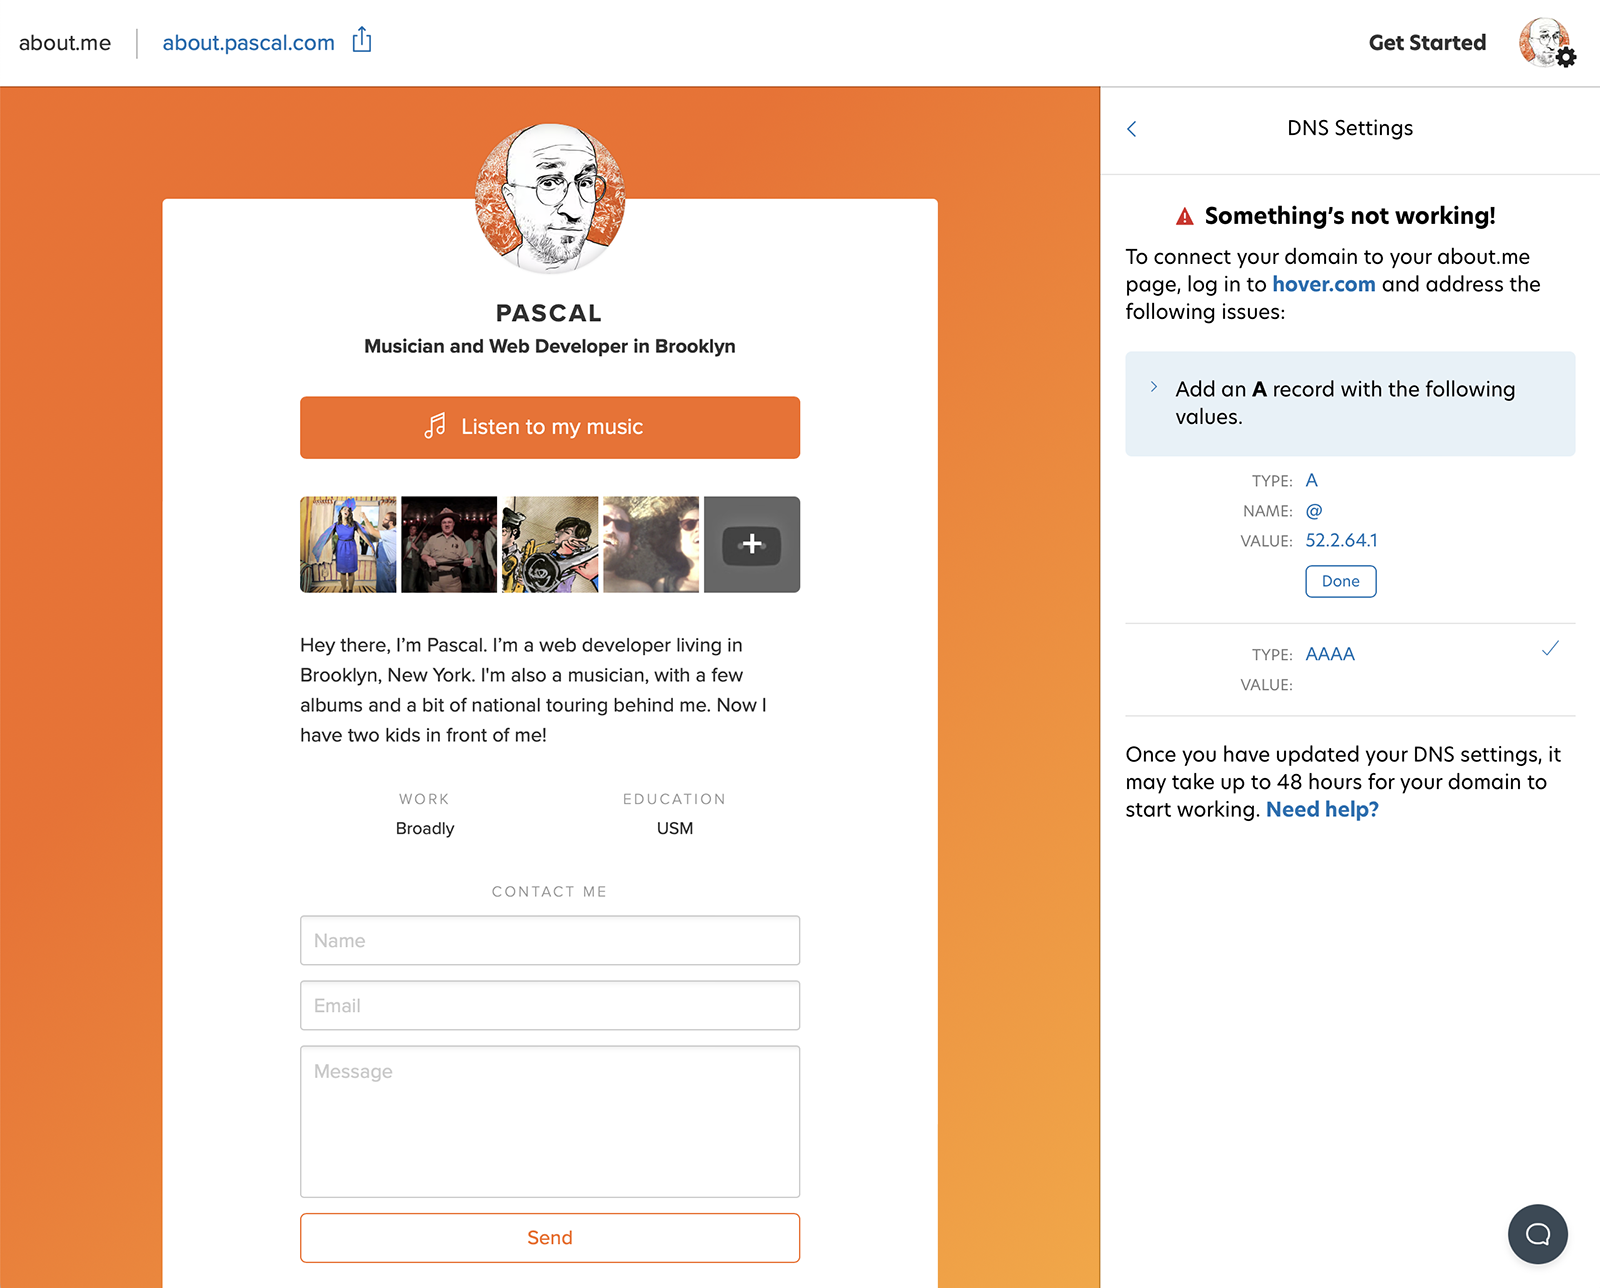 about.me
about.pascal.com
Get Started
PASCAL
Musician and Web Developer in Brooklyn
Listen to my music
Hey there, I’m Pascal. I’m a web developer living in
Brooklyn, New York. I'm also a musician, with a few
albums and a bit of national touring behind me. Now I
have two kids in front of me!
WORK
Broadly
EDUCATION
USM
CONTACT ME
Name
Email
Message
Send
DNS Settings
Something’s not working!
To connect your domain to your about.me
page, log in to hover.com and address the
following issues:
Add an A record with the following
values.
TYPE: A
NAME: @
VALUE: 52.2.64.1
Done
TYPE: AAAA
VALUE:
Once you have updated your DNS settings, it
may take up to 48 hours for your domain to
start working. Need help?